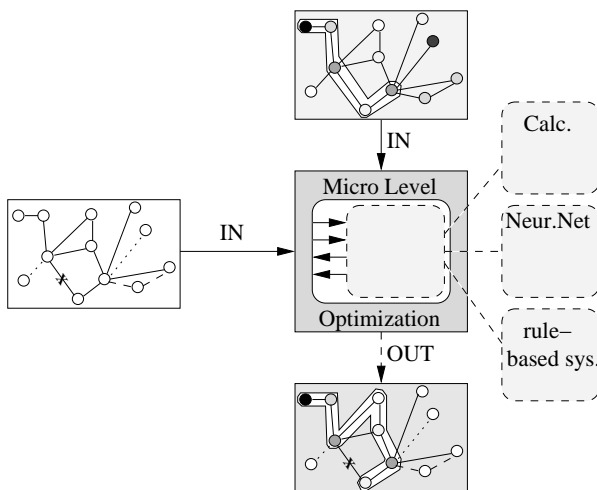 IN
Calc.
Micro Level
IN
Neur.Net
Optimization
rule–
based sys.
OUT